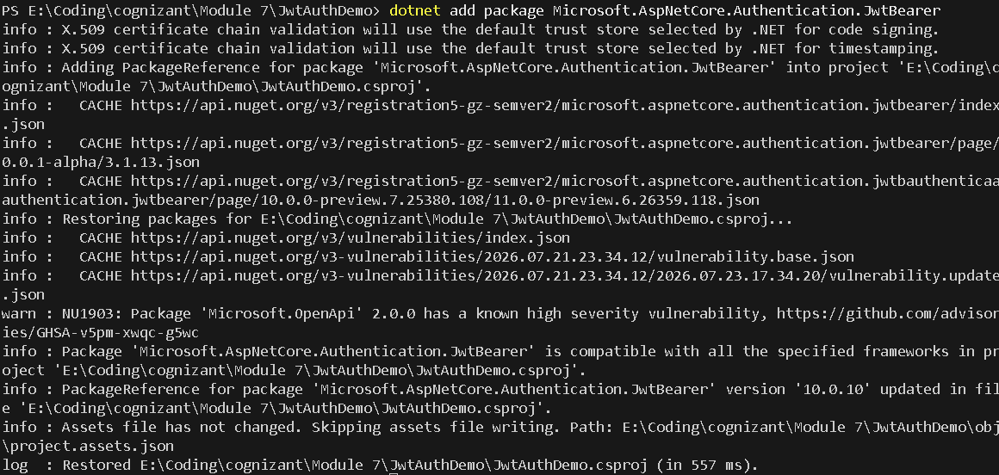 PS E:\Coding\cognizant\Module 7\JwtAuthDemo> dotnet add package Microsoft.AspNetCore.Authentication.JwtBearer
info : X.509 certificate chain validation will use the default trust store selected by .NET for code signing.
info : X.509 certificate chain validation will use the default trust store selected by .NET for timestamping.
info : Adding PackageReference for package 'Microsoft.AspNetCore.Authentication.JwtBearer' into project 'E:\Coding\c
ognizant\Module 7\JwtAuthDemo\JwtAuthDemo.csproj'.
info :   CACHE https://api.nuget.org/v3/registration5-gz-semver2/microsoft.aspnetcore.authentication.jwtbearer/index
.json
info :   CACHE https://api.nuget.org/v3/registration5-gz-semver2/microsoft.aspnetcore.authentication.jwtbearer/page/
0.0.1-alpha/3.1.13.json
info :   CACHE https://api.nuget.org/v3/registration5-gz-semver2/microsoft.aspnetcore.authentication.jwtbauthenticaa
authentication.jwtbearer/page/10.0.0-preview.7.25380.108/11.0.0-preview.6.26359.118.json
info : Restoring packages for E:\Coding\cognizant\Module 7\JwtAuthDemo\JwtAuthDemo.csproj...
info :   CACHE https://api.nuget.org/v3/vulnerabilities/index.json
info :   CACHE https://api.nuget.org/v3-vulnerabilities/2026.07.21.23.34.12/vulnerability.base.json
info :   CACHE https://api.nuget.org/v3-vulnerabilities/2026.07.21.23.34.12/2026.07.23.17.34.20/vulnerability.update
.json
warn : NU1903: Package 'Microsoft.OpenApi' 2.0.0 has a known high severity vulnerability, https://github.com/advisor
ies/GHSA-v5pm-xwqc-g5wc
info : Package 'Microsoft.AspNetCore.Authentication.JwtBearer' is compatible with all the specified frameworks in pr
oject 'E:\Coding\cognizant\Module 7\JwtAuthDemo\JwtAuthDemo.csproj'.
info : PackageReference for package 'Microsoft.AspNetCore.Authentication.JwtBearer' version '10.0.10' updated in fil
e 'E:\Coding\cognizant\Module 7\JwtAuthDemo\JwtAuthDemo.csproj'.
info : Assets file has not changed. Skipping assets file writing. Path: E:\Coding\cognizant\Module 7\JwtAuthDemo\obj
\project.assets.json
log  : Restored E:\Coding\cognizant\Module 7\JwtAuthDemo\JwtAuthDemo.csproj (in 557 ms).